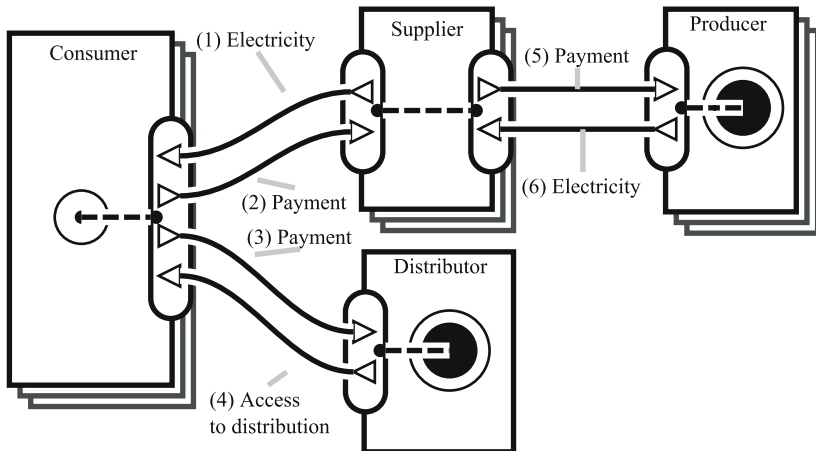 Consumer
(1) Electricity
Supplier
(5) Payment
Producer
(2) Payment
(6) Electricity
(3) Payment
Distributor
(4) Access
to distribution